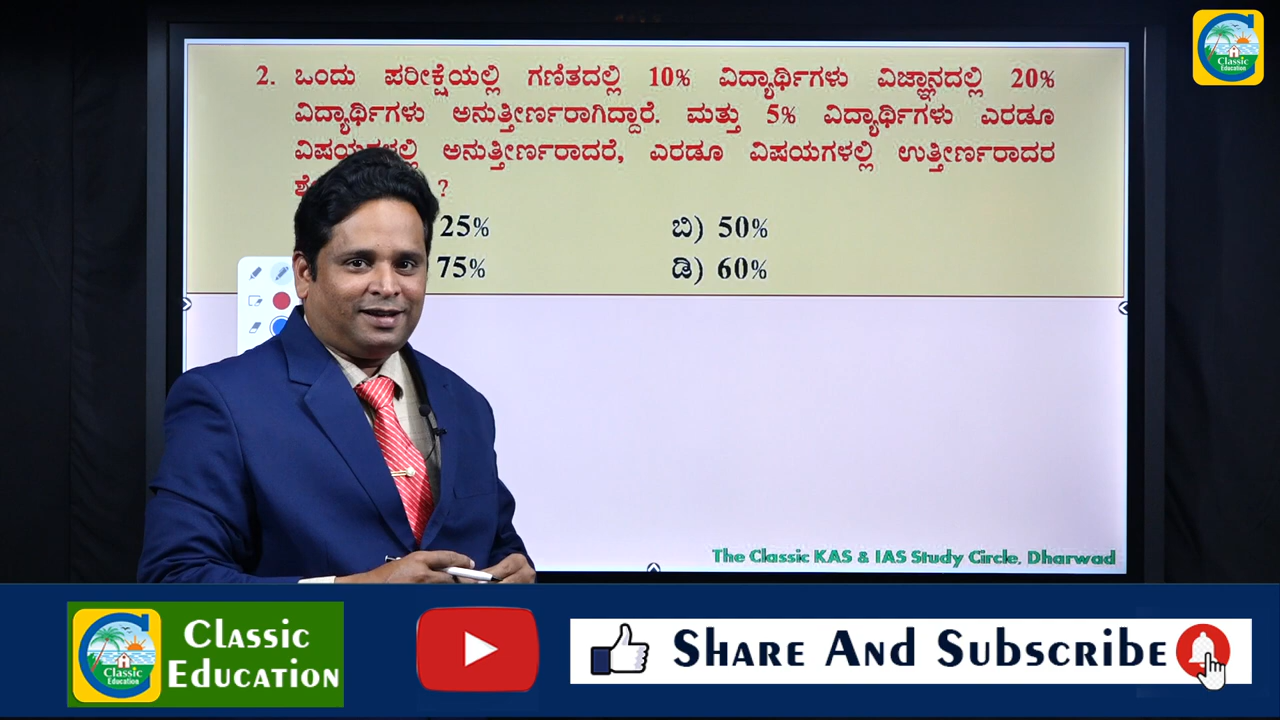 Classic
Education
2. ಒಂದು ಪರೀಕ್ಷೆಯಲ್ಲಿ ಗಣಿತದಲ್ಲಿ 10% ವಿದ್ಯಾರ್ಥಿಗಳು ವಿಜ್ಞಾನದಲ್ಲಿ 20%
ವಿದ್ಯಾರ್ಥಿಗಳು ಅನುತ್ತೀರ್ಣರಾಗಿದ್ದಾರೆ. ಮತ್ತು 5% ವಿದ್ಯಾರ್ಥಿಗಳು ಎರಡೂ
ಅನುತ್ತೀರ್ಣರಾದರೆ, ಎರಡೂ ವಿಷಯಗಳಲ್ಲಿ ಉತ್ತೀರ್ಣರಾದರ
?
25% ಬಿ) 50%
75% ಡಿ) 60%
The Classic KAS & IAS Study Circle, Dharwad
Classic
Education
Classic
Education
Share And Subscribe